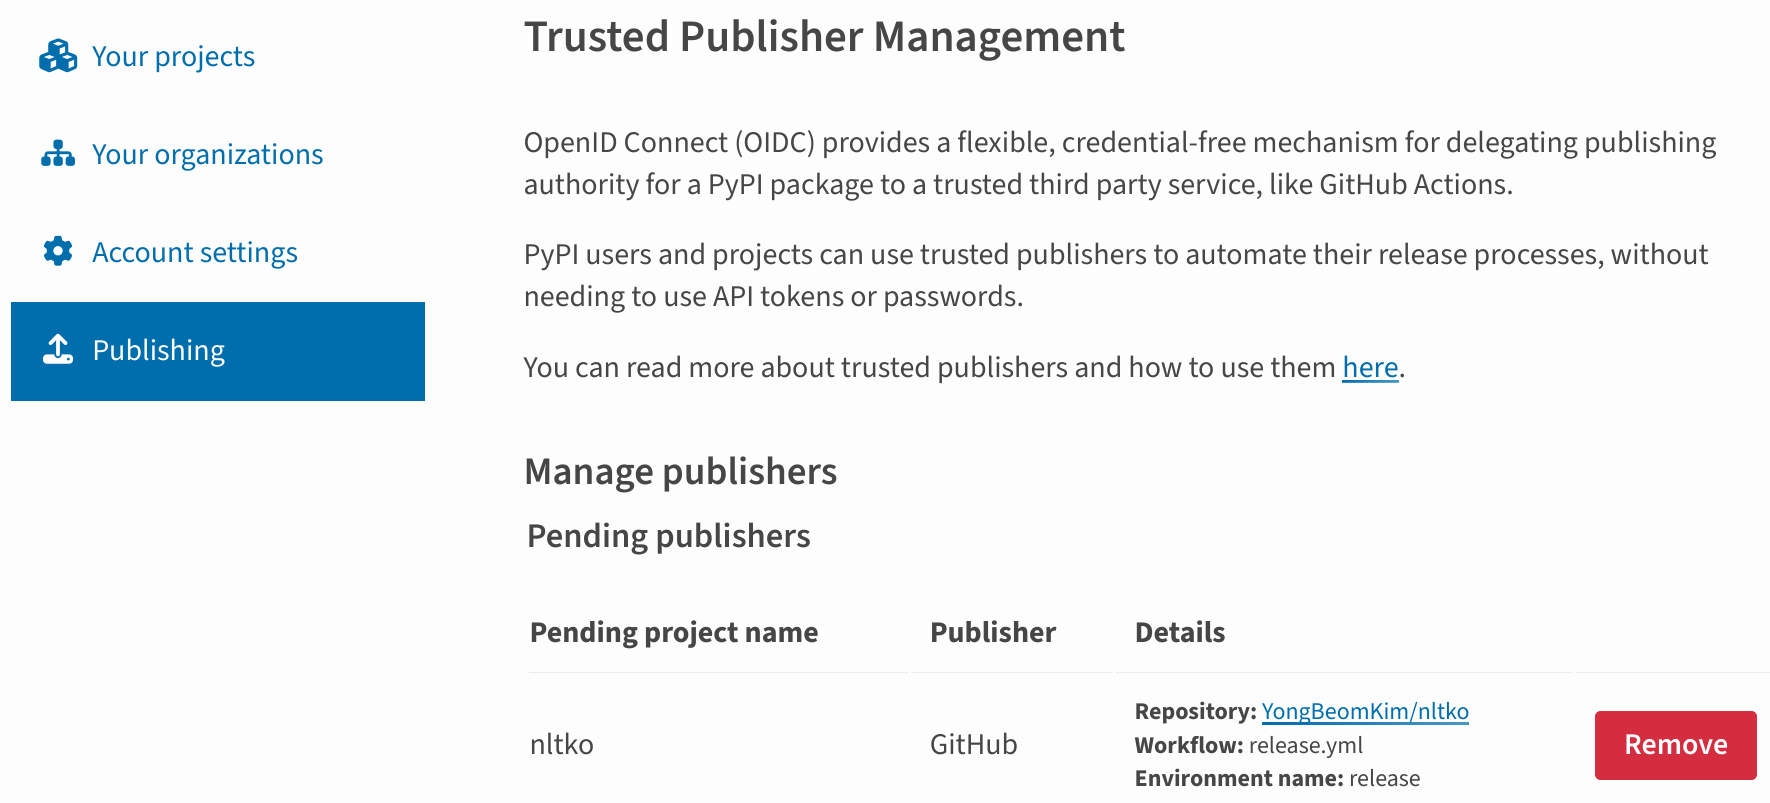 Your projects
Your organizations
Account settings
Publishing
Trusted Publisher Management
OpenID Connect (OIDC) provides a flexible, credential-free mechanism for delegating publishing
authority for a PyPI package to a trusted third party service, like GitHub Actions.
PyPI users and projects can use trusted publishers to automate their release processes, without
needing to use API tokens or passwords.
You can read more about trusted publishers and how to use them here.
Manage publishers
Pending publishers
Pending project name Publisher Details
nltko GitHub
Repository: YongBeomKim/nltko
Workflow: release.yml
Environment name: release
Remove